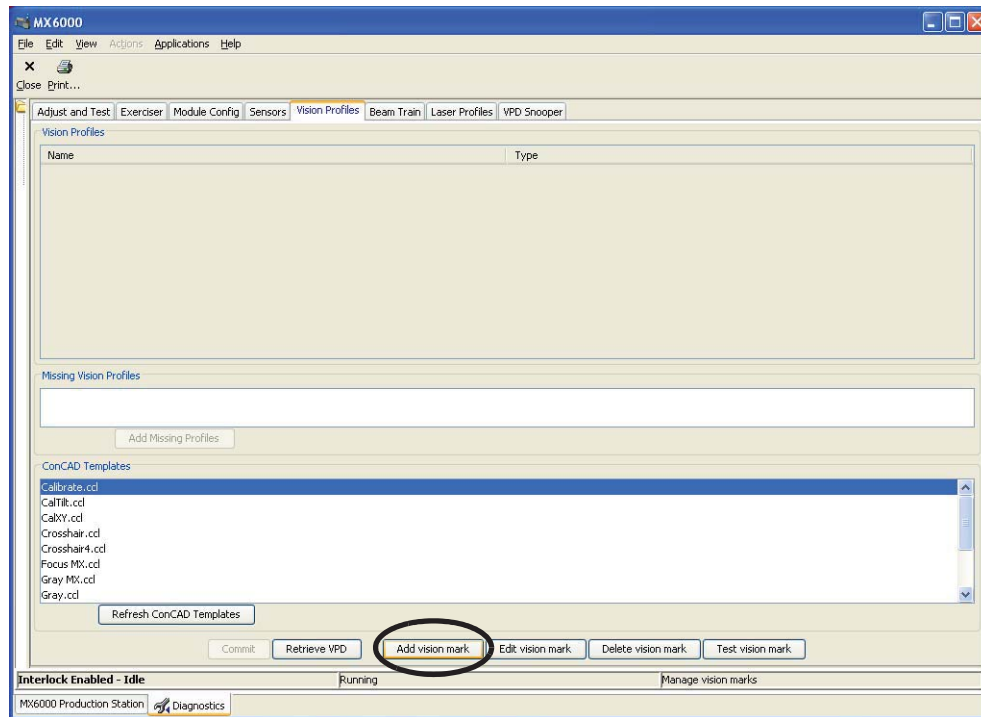 MX6000
File Edit View Actions Applications Help
Close Print...
Adjust and Test Exerciser Module Config Sensors Vision Profiles Beam Train Laser Profiles VPD Snooper
Vision Profiles
Name Type
Missing Vision Profiles
Add Missing Profiles
ConCAD Templates
Calibrate.ccl
CalTilt.ccl
CalXY.ccl
Crosshair.ccl
Crosshair4.ccl
Focus MX.ccl
Gray MX.ccl
Gray.ccl
Refresh ConCAD Templates
Commit Retrieve VPD Add vision mark Edit vision mark Delete vision mark Test vision mark
Interlock Enabled - Idle Running Manage vision marks
MX6000 Production Station Diagnostics